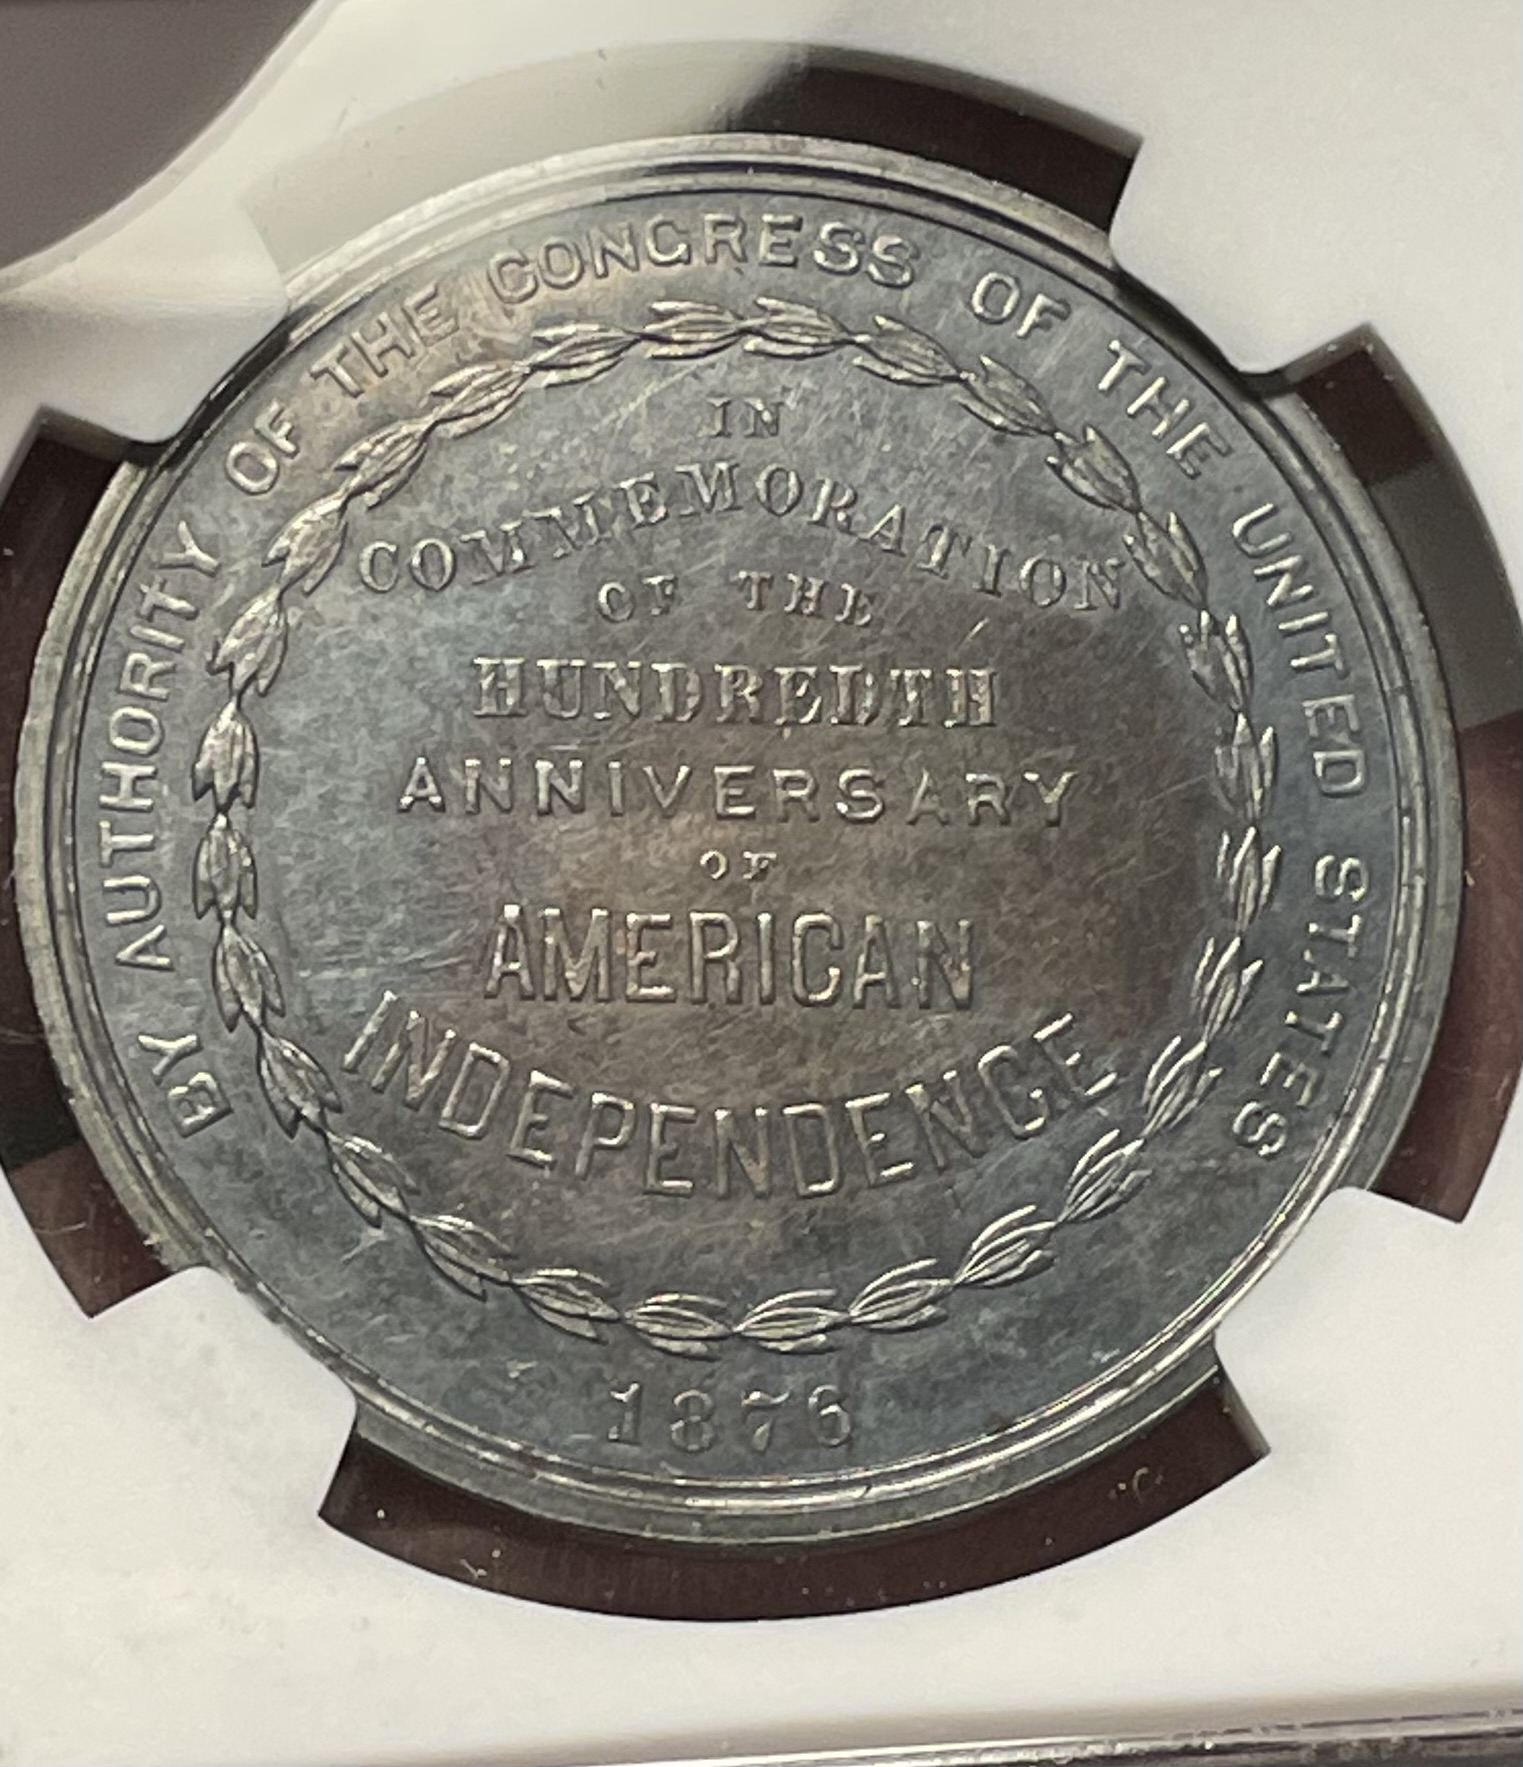 BY AUTHORITY OF THE CONGRESS OF THE UNITED STATES
IN
COMMEMORATION
OF THE
HUNDREDTH
ANNIVERSARY
OF
AMERICAN
INDEPENDENCE
1876